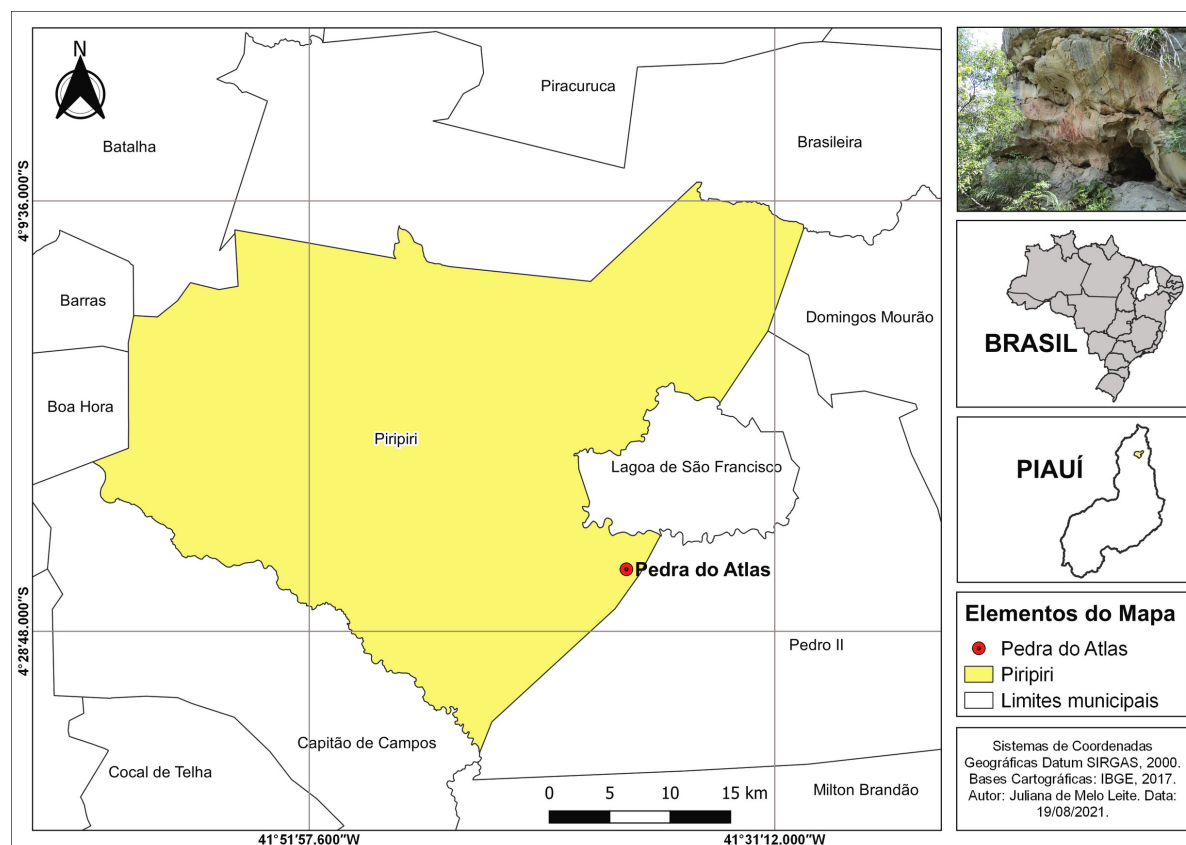 N
Piracuruca
Batalha
Brasileira
4°9'36.000"S
Barras
Domingos Mourão
Boa Hora
Piripiri
Lagoa de São Francisco
Pedra do Atlas
4°28'48.000"S
Pedro II
Capitão de Campos
Cocal de Telha
Milton Brandão
0 5 10 15 km
41°51'57.600"W
41°31'12.000"W
BRASIL
PIAUÍ
Elementos do Mapa
Pedra do Atlas
Piripiri
Limites municipais
Sistemas de Coordenadas
Geográficas Datum SIRGAS, 2000.
Bases Cartográficas: IBGE, 2017.
Autor: Juliana de Melo Leite. Data:
19/08/2021.